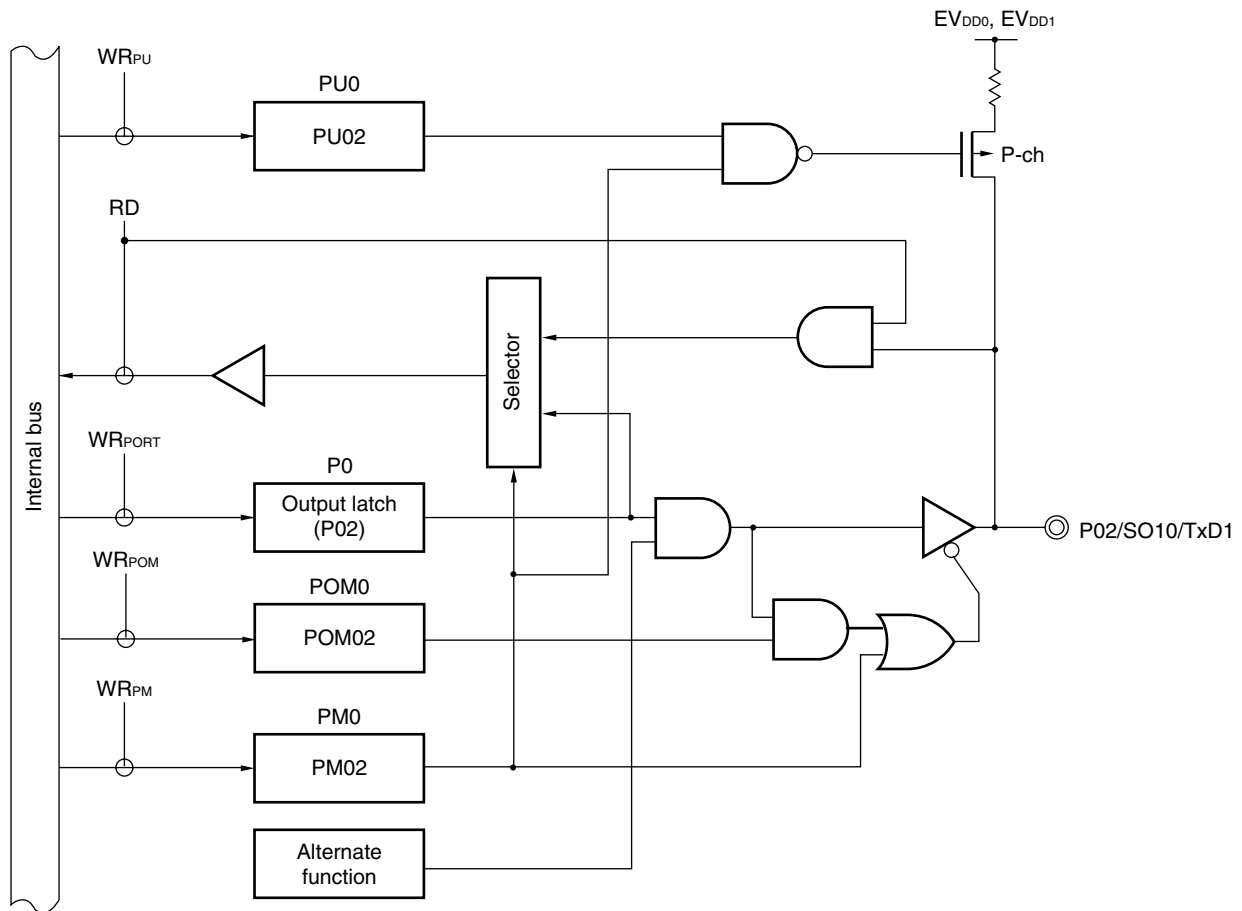 EVDD0, EVDD1
WRPU
PU0
PU02
P-ch
RD
Selector
Internal bus
WRPORT
P0
Output latch
(P02)
P02/SO10/TxD1
WRPOM
POM0
POM02
WRPM
PM0
PM02
Alternate
function